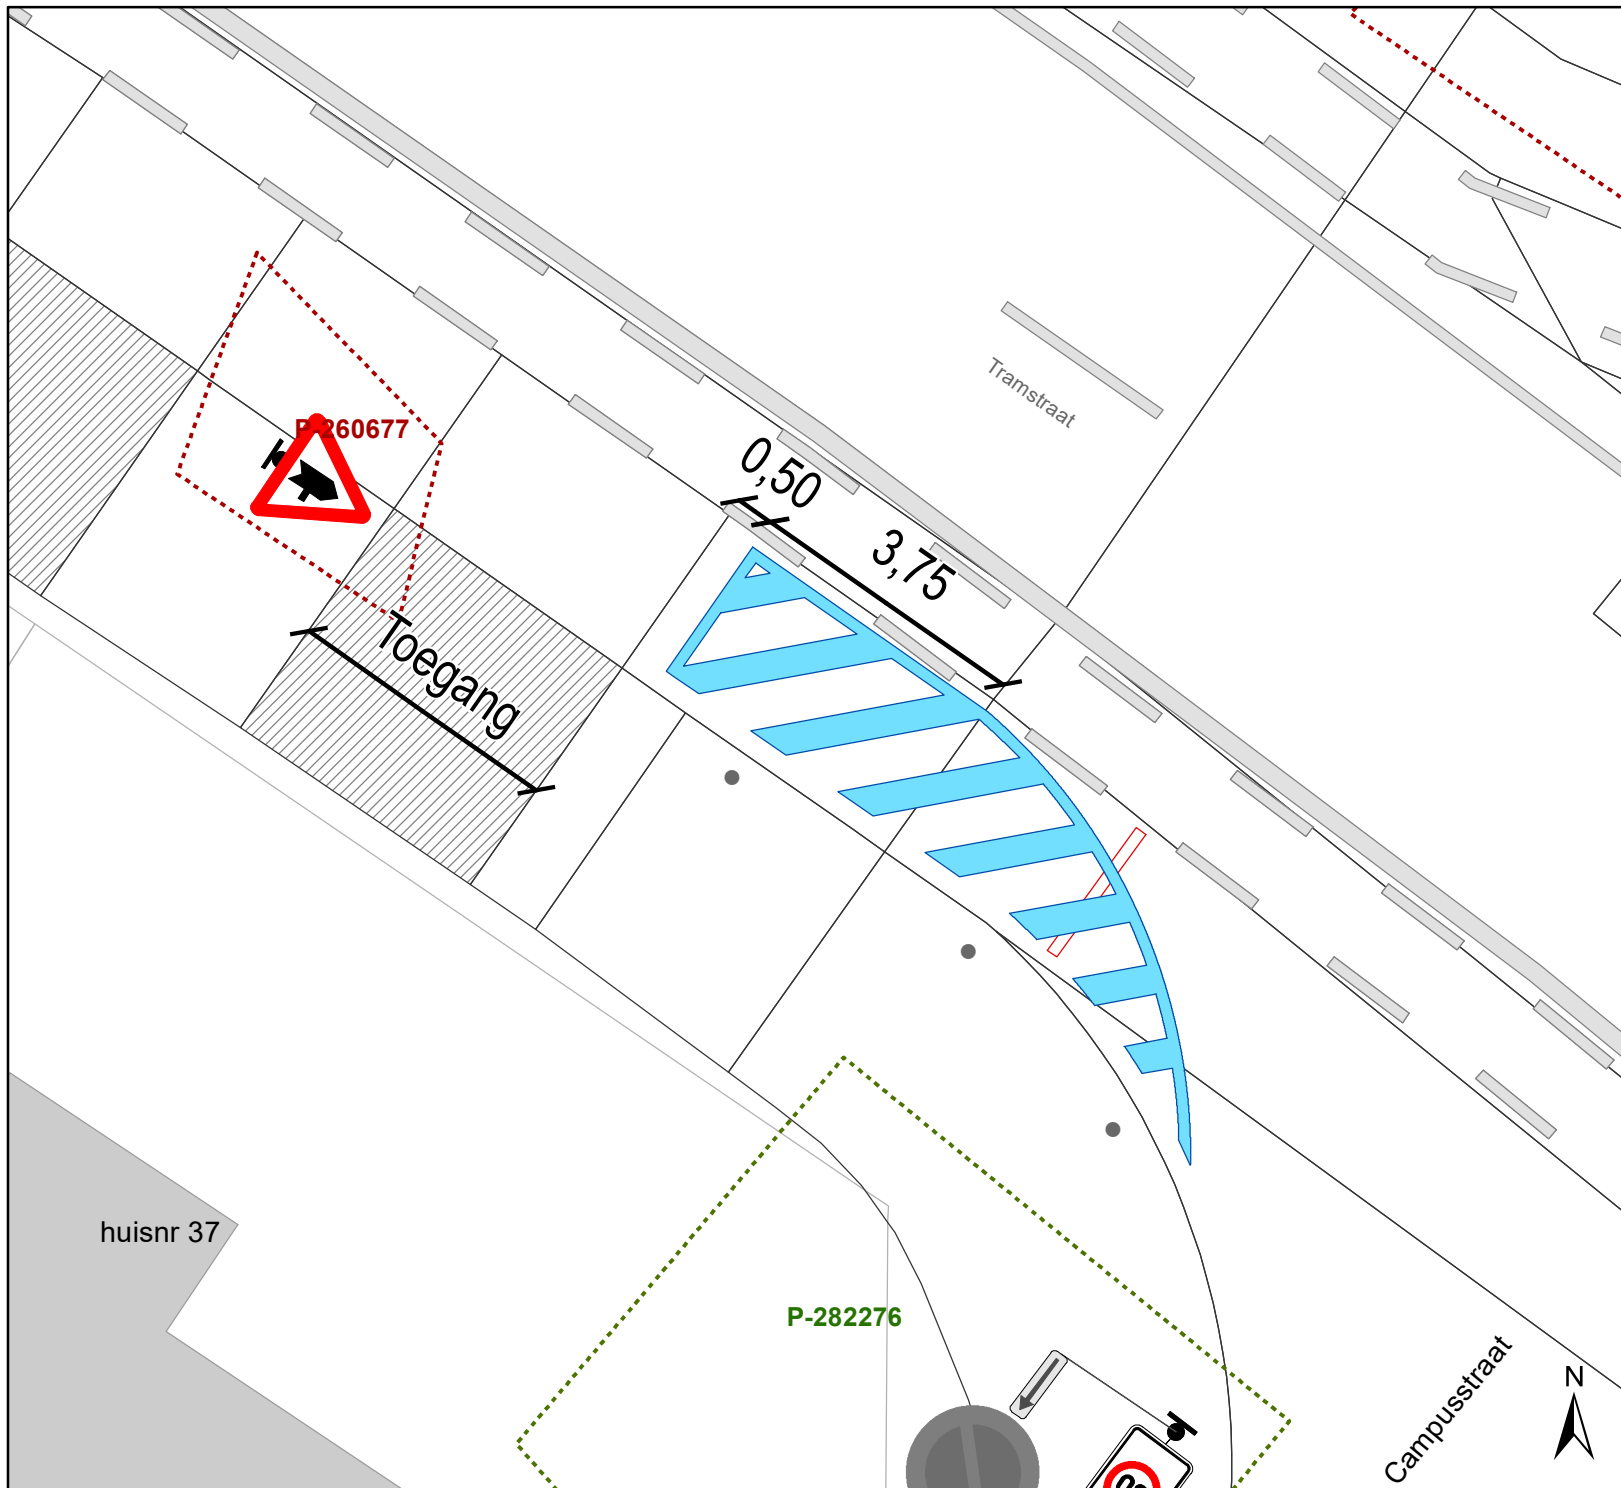 Tramstraat
P-260677
0,50
3,75
Toegang
huisnr 37
P-282276
Campusstraat
N